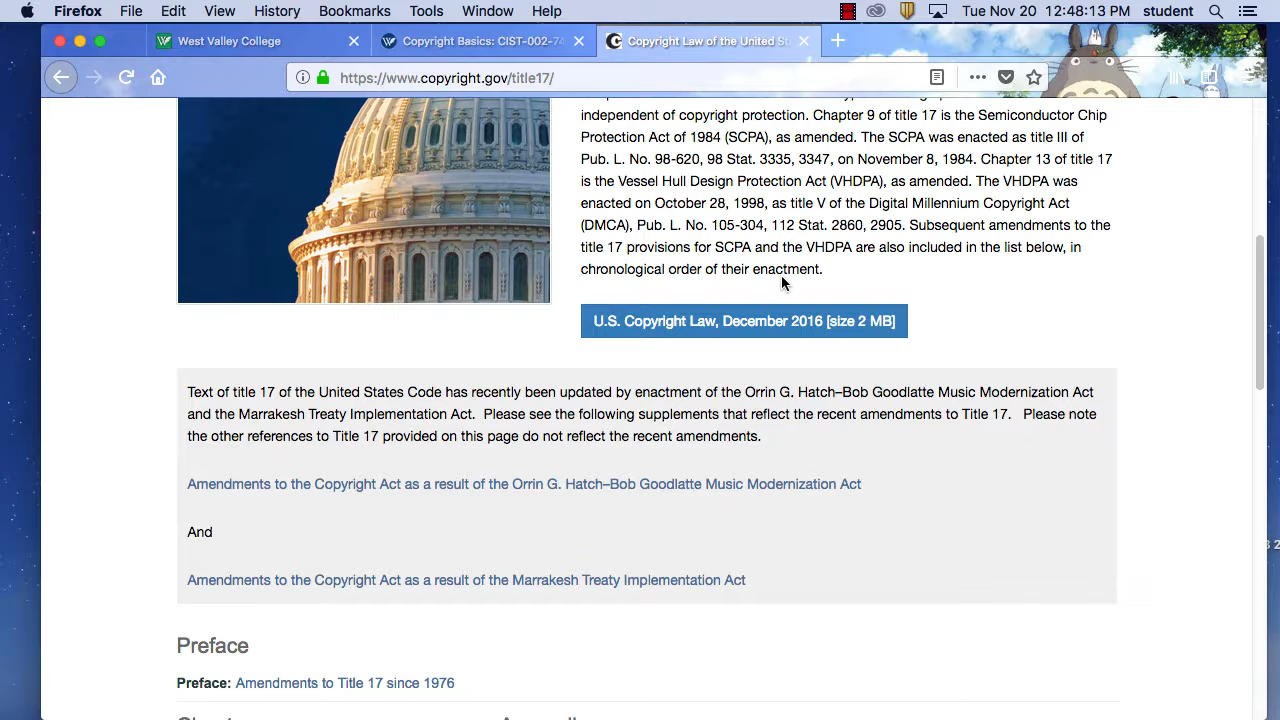 Firefox File Edit View History Bookmarks Tools Window Help Tue Nov 20 12:48:13 PM student
West Valley College Copyright Basics: CIST-002-74 Copyright Law of the United St
https://www.copyright.gov/title17/
independent of copyright protection. Chapter 9 of title 17 is the Semiconductor Chip
Protection Act of 1984 (SCPA), as amended. The SCPA was enacted as title III of
Pub. L. No. 98-620, 98 Stat. 3335, 3347, on November 8, 1984. Chapter 13 of title 17
is the Vessel Hull Design Protection Act (VHDPA), as amended. The VHDPA was
enacted on October 28, 1998, as title V of the Digital Millennium Copyright Act
(DMCA), Pub. L. No. 105-304, 112 Stat. 2860, 2905. Subsequent amendments to the
title 17 provisions for SCPA and the VHDPA are also included in the list below, in
chronological order of their enactment.
U.S. Copyright Law, December 2016 [size 2 MB]
Text of title 17 of the United States Code has recently been updated by enactment of the Orrin G. Hatch–Bob Goodlatte Music Modernization Act
and the Marrakesh Treaty Implementation Act.  Please see the following supplements that reflect the recent amendments to Title 17.   Please note
the other references to Title 17 provided on this page do not reflect the recent amendments.
Amendments to the Copyright Act as a result of the Orrin G. Hatch–Bob Goodlatte Music Modernization Act
And
Amendments to the Copyright Act as a result of the Marrakesh Treaty Implementation Act
Preface
Preface: Amendments to Title 17 since 1976